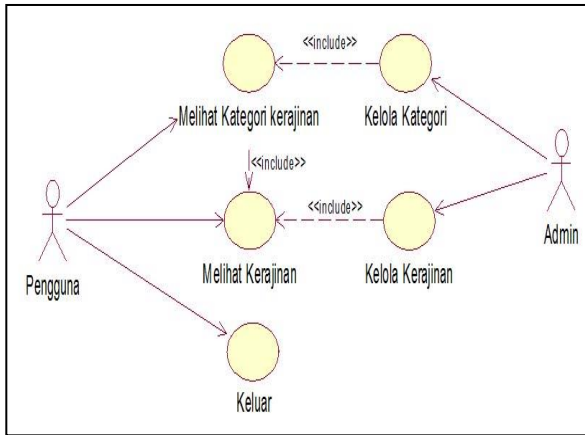 <<include>>
Melihat Kategori kerajinan
Kelola Kategori
<<include>>
<<include>>
Pengguna
Melihat Kerajinan
Kelola Kerajinan
Admin
Keluar